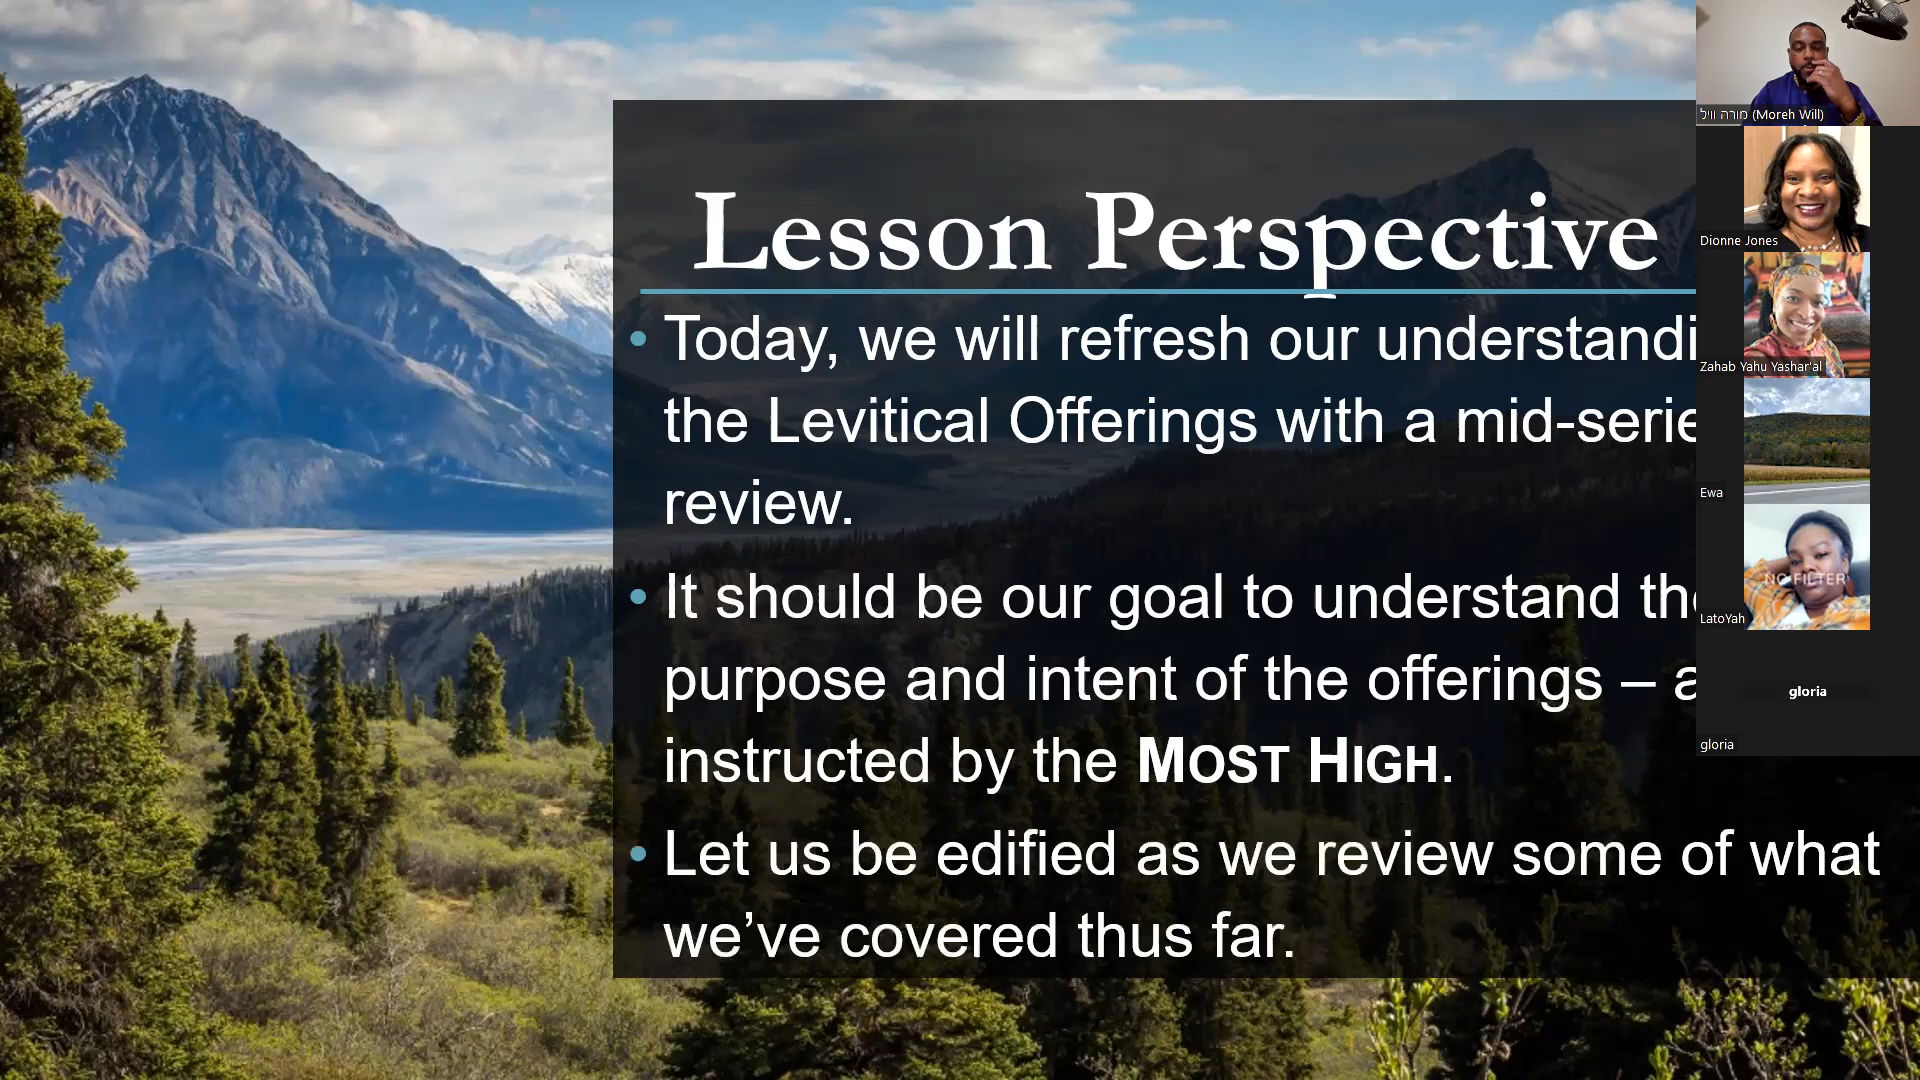 Lesson Perspective
• Today, we will refresh our understandi
the Levitical Offerings with a mid-serie
review.
• It should be our goal to understand the
purpose and intent of the offerings – a
instructed by the MOST HIGH.
• Let us be edified as we review some of what
we’ve covered thus far.
מורה וויל (Moreh Will)
Dionne Jones
Zahab Yahu Yashar'al
Ewa
NO FILTER
LatoYah
gloria
gloria